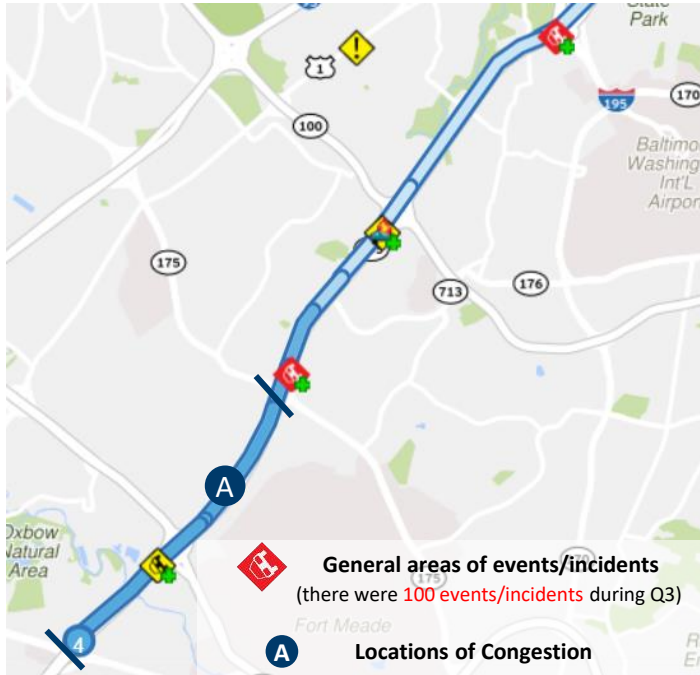 State
Park
1
195
170
100
Baltimo
Washing
Int'L
Airpor
175
176
713
A
Oxbow
Natural
Area
4
General areas of events/incidents
(there were 100 events/incidents during Q3)
175
Fort Meade
A
Locations of Congestion